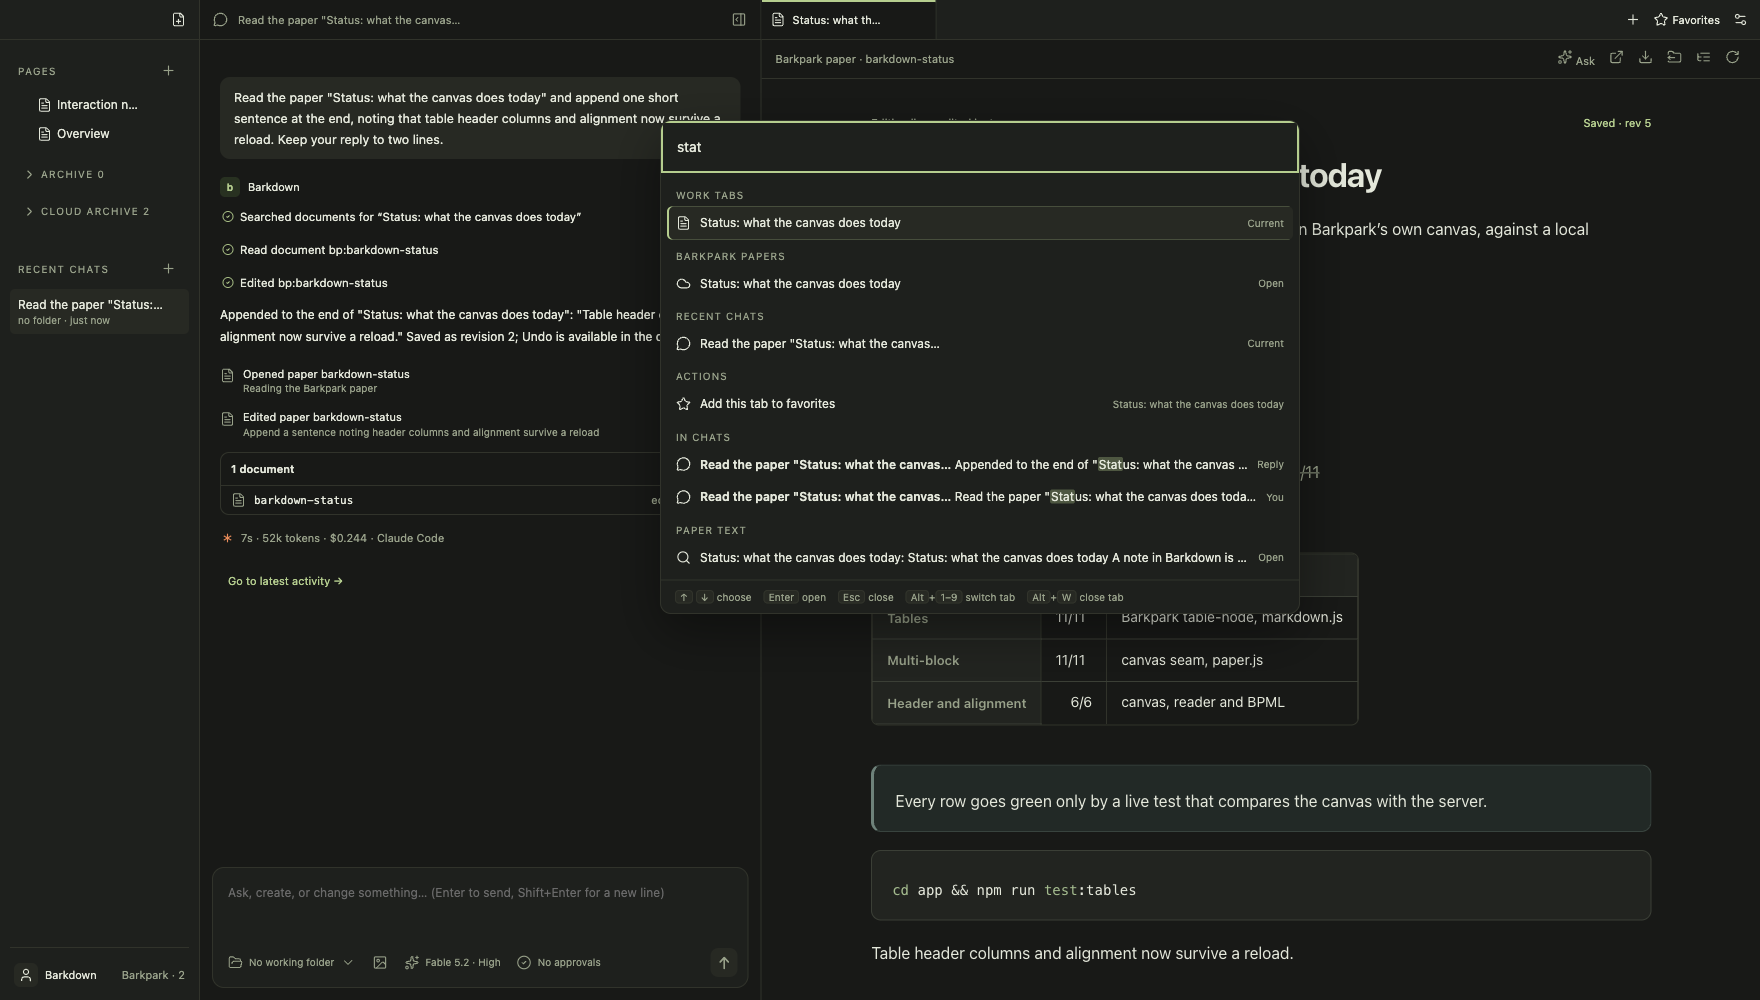 PAGES
Interaction n...
Overview
ARCHIVE 0
CLOUD ARCHIVE 2
RECENT CHATS
Read the paper "Status:...
no folder · just now
Barkdown
Barkpark · 2
Read the paper "Status: what the canvas...
Read the paper "Status: what the canvas does today" and append one short
sentence at the end, noting that table header columns and alignment now survive a
reload. Keep your reply to two lines.
b Barkdown
Searched documents for “Status: what the canvas does today”
Read document bp:barkdown-status
Edited bp:barkdown-status
Appended to the end of "Status: what the canvas does today": "Table header
alignment now survive a reload." Saved as revision 2; Undo is available in the
Opened paper barkdown-status
Reading the Barkpark paper
Edited paper barkdown-status
Append a sentence noting header columns and alignment survive a reload
1 document
barkdown-status
7s · 52k tokens · $0.244 · Claude Code
Go to latest activity →
Ask, create, or change something... (Enter to send, Shift+Enter for a new line)
No working folder Fable 5.2 · High No approvals
Status: what th...
Favorites
Barkpark paper · barkdown-status
Ask
Saved · rev 5
today
n Barkpark’s own canvas, against a local
stat
WORK TABS
Status: what the canvas does today Current
BARKPARK PAPERS
Status: what the canvas does today Open
RECENT CHATS
Read the paper "Status: what the canvas... Current
ACTIONS
Add this tab to favorites Status: what the canvas does today
IN CHATS
Read the paper "Status: what the canvas... Appended to the end of "Status: what the canvas ... Reply
Read the paper "Status: what the canvas... Read the paper "Status: what the canvas does toda... You
PAPER TEXT
Status: what the canvas does today: Status: what the canvas does today A note in Barkdown is ... Open
↑ ↓ choose Enter open Esc close Alt + 1–9 switch tab Alt + W close tab
/11
Tables 11/11 Barkpark table-node, markdown.js
Multi-block 11/11 canvas seam, paper.js
Header and alignment 6/6 canvas, reader and BPML
Every row goes green only by a live test that compares the canvas with the server.
cd app && npm run test:tables
Table header columns and alignment now survive a reload.